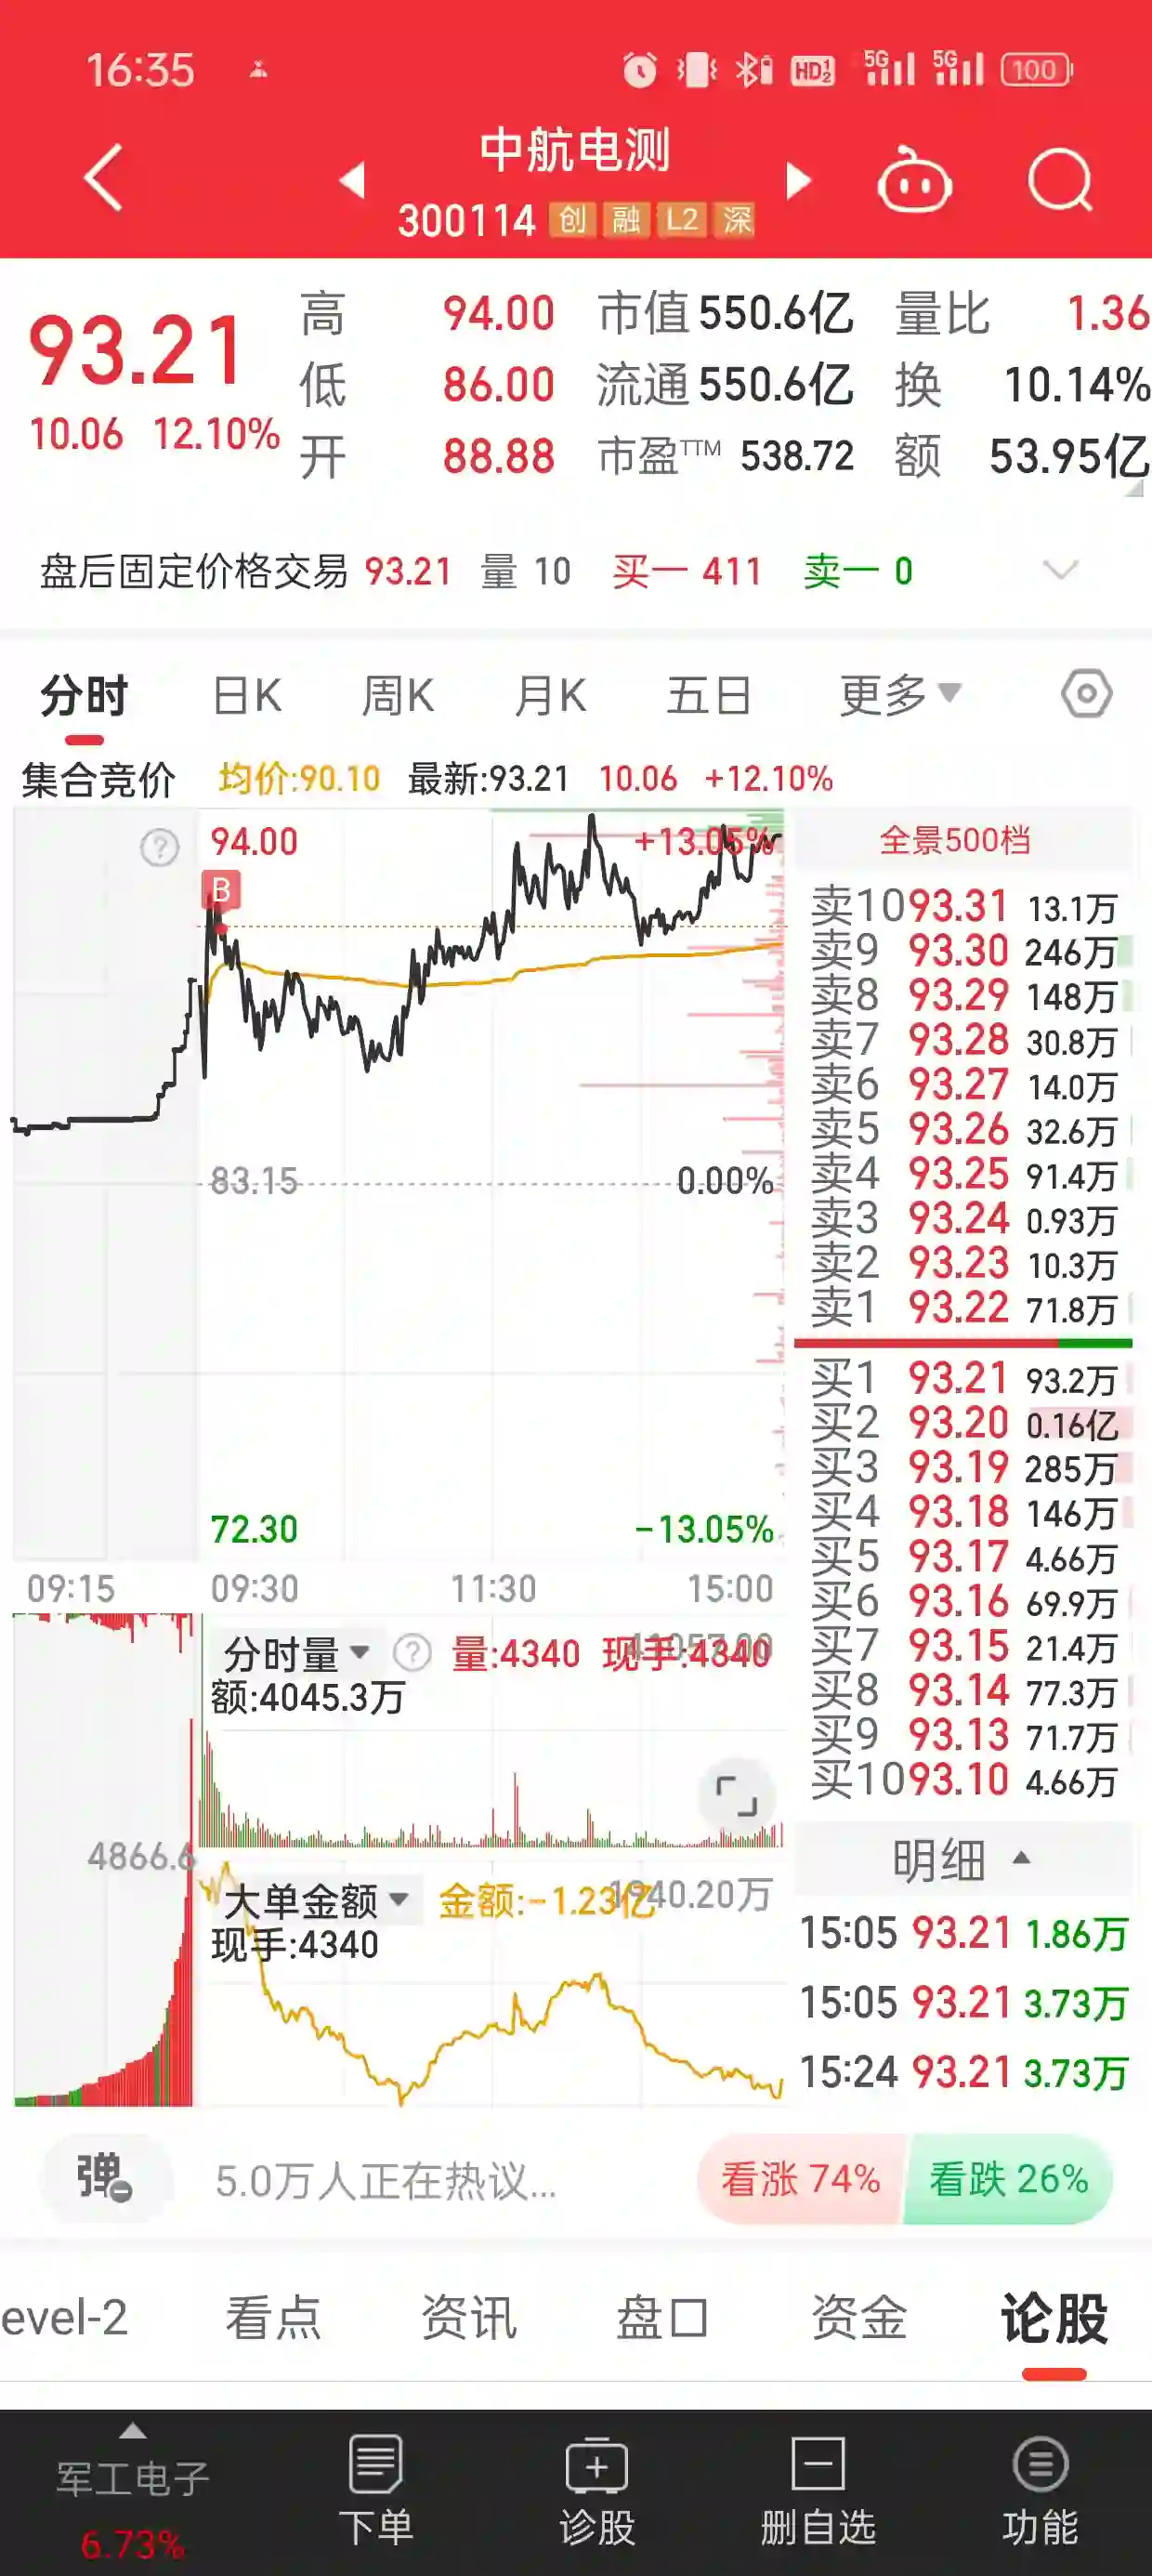 16:35 HD 1 2 5G 5G 100
中航电测
300114 创 融 L2 深
93.21
10.06 12.10%
高 94.00 市值 550.6亿 量比 1.36
低 86.00 流通 550.6亿 换 10.14%
开 88.88 市盈TTM 538.72 额 53.95亿
盘后固定价格交易 93.21 量 10 买一 411 卖一 0
分时 日K 周K 月K 五日 更多
集合竞价 均价:90.10 最新:93.21 10.06 +12.10%
?
94.00 +13.05%
B
83.15 0.00%
72.30 -13.05%
09:15 09:30 11:30 15:00
全景500档
卖10 93.31 13.1万
卖9 93.30 246万
卖8 93.29 148万
卖7 93.28 30.8万
卖6 93.27 14.0万
卖5 93.26 32.6万
卖4 93.25 91.4万
卖3 93.24 0.93万
卖2 93.23 10.3万
卖1 93.22 71.8万
买1 93.21 93.2万
买2 93.20 0.16亿
买3 93.19 285万
买4 93.18 146万
买5 93.17 4.66万
买6 93.16 69.9万
买7 93.15 21.4万
买8 93.14 77.3万
买9 93.13 71.7万
买10 93.10 4.66万
分时量 ? 量:4340 现手:4340
额:4045.3万
4866.6
大单金额 金额:-1.23亿
现手:4340
明细
15:05 93.21 1.86万
15:05 93.21 3.73万
15:24 93.21 3.73万
弹 5.0万人正在热议... 看涨 74% 看跌 26%
evel-2 看点 资讯 盘口 资金 论股
军工电子
6.73%
下单 诊股 删自选 功能